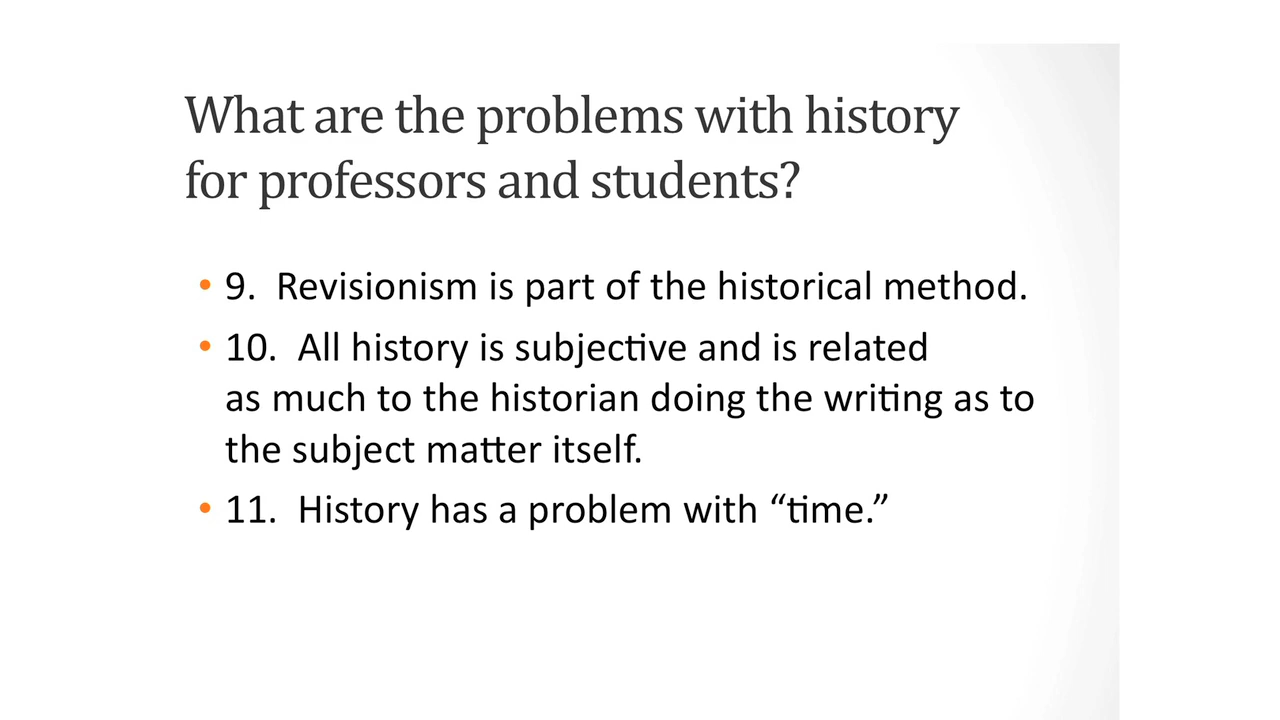 What are the problems with history
for professors and students?
• 9. Revisionism is part of the historical method.
• 10. All history is subjective and is related
as much to the historian doing the writing as to
the subject matter itself.
• 11. History has a problem with “time.”